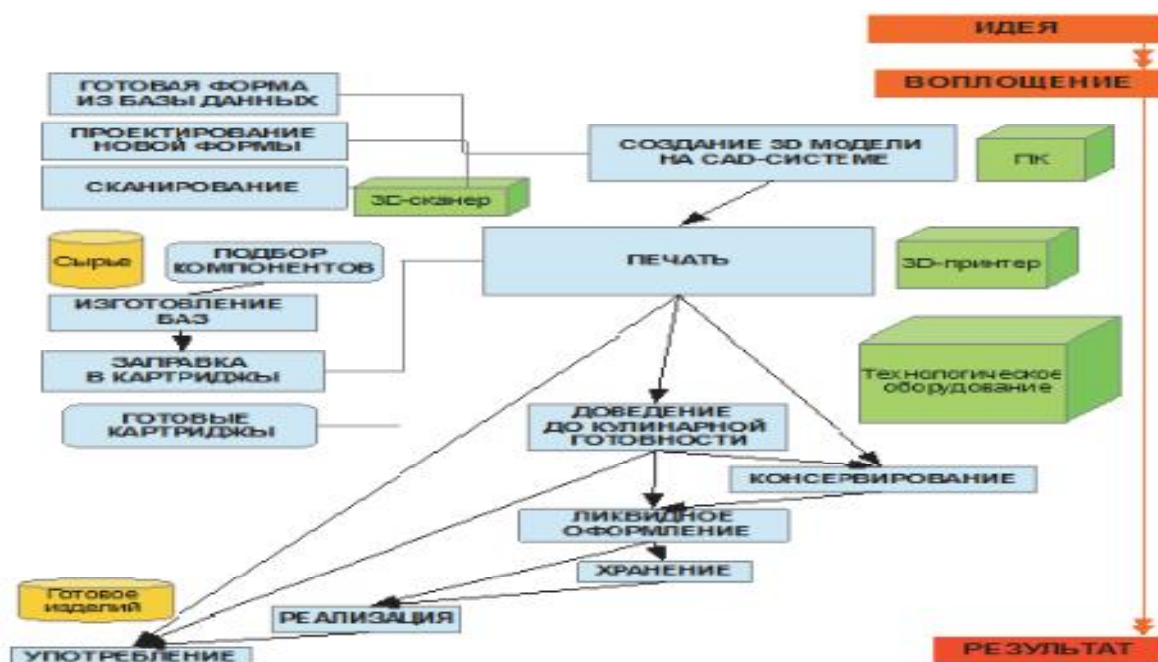 ИДЕЯ
ВОПЛОЩЕНИЕ
ГОТОВАЯ ФОРМА
ИЗ БАЗЫ ДАННЫХ
ПРОЕКТИРОВАНИЕ
НОВОЙ ФОРМЫ
СКАНИРОВАНИЕ
3D-сканер
СОЗДАНИЕ 3D МОДЕЛИ
НА CAD-СИСТЕМЕ
ПК
Сырье
ПОДБОР
КОМПОНЕНТОВ
ИЗГОТОВЛЕНИЕ
БАЗ
ЗАПРАВКА
В КАРТРИДЖЫ
ГОТОВЫЕ
КАРТРИДЖЫ
ПЕЧАТЬ
3D-принтер
Технологическое
оборудование
ДОВЕДЕНИЕ
ДО КУЛИНАРНОЙ
ГОТОВНОСТИ
КОНСЕРВИРОВАНИЕ
ЛИКВИДНОЕ
ОФОРМЛЕНИЕ
ХРАНЕНИЕ
Готовое
изделий
РЕАЛИЗАЦИЯ
УПОТРЕБЛЕНИЕ
РЕЗУЛЬТАТ